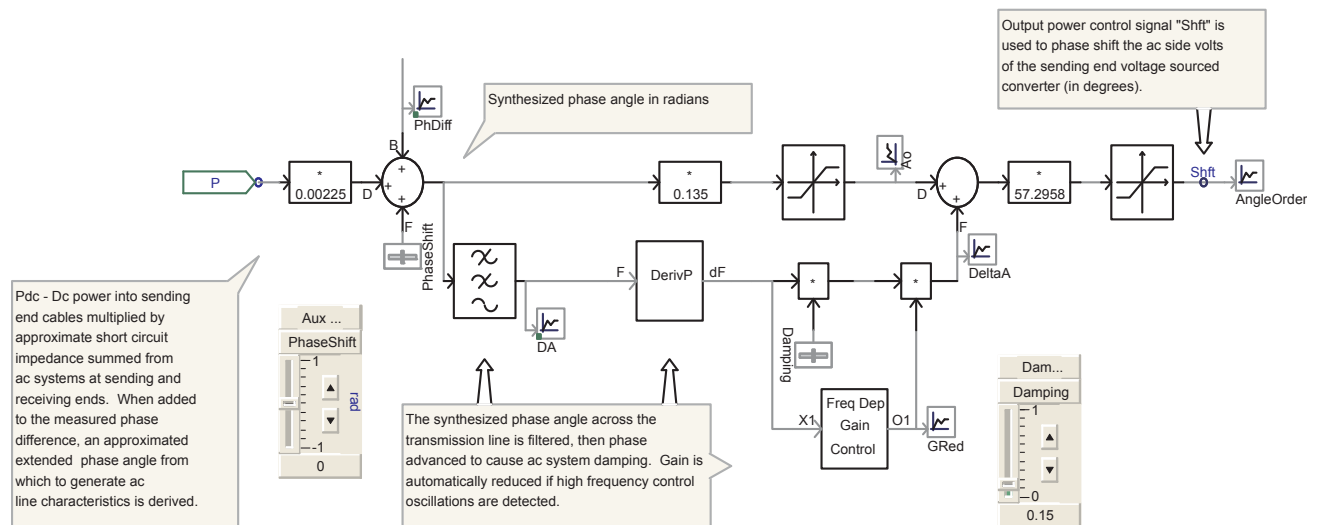 Output power control signal "Shft" is
used to phase shift the ac side volts
of the sending end voltage sourced
converter (in degrees).
Synthesized phase angle in radians
PhDiff
B
+
P
*
0.00225
D
+
+
F
PhaseShift
*
0.135
Ao
D
+
+
F
*
57.2958
Shft
AngleOrder
DeltaA
F
DerivP
dF
*
*
DA
Damping
X1
Freq Dep
Gain
Control
O1
GRed
Pdc - Dc power into sending
end cables multiplied by
approximate short circuit
impedance summed from
ac systems at sending and
receiving ends. When added
to the measured phase
difference, an approximated
extended phase angle from
which to generate ac
line characteristics is derived.
Aux ...
PhaseShift
1
rad
-1
0
The synthesized phase angle across the
transmission line is filtered, then phase
advanced to cause ac system damping. Gain is
automatically reduced if high frequency control
oscillations are detected.
Dam...
Damping
1
0
0.15